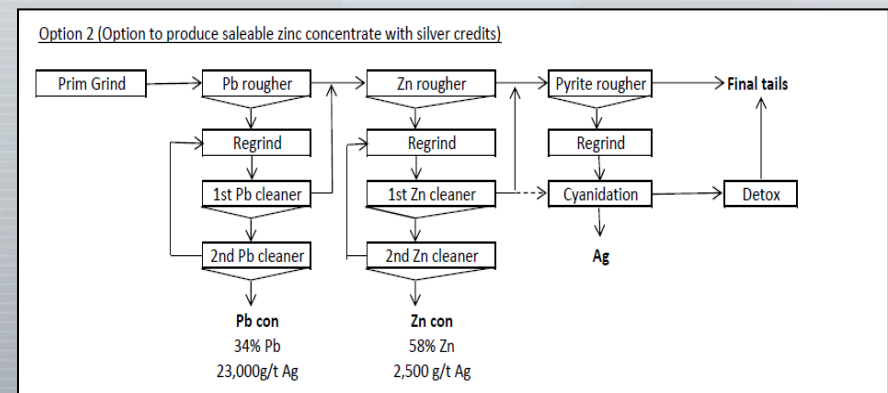 Option 2 (Option to produce saleable zinc concentrate with silver credits)
Prim Grind
Pb rougher
Zn rougher
Pyrite rougher
Final tails
Regrind
Regrind
Regrind
1st Pb cleaner
1st Zn cleaner
Cyanidation
Detox
2nd Pb cleaner
2nd Zn cleaner
Ag
Pb con
Zn con
34% Pb
58% Zn
23,000g/t Ag
2,500 g/t Ag